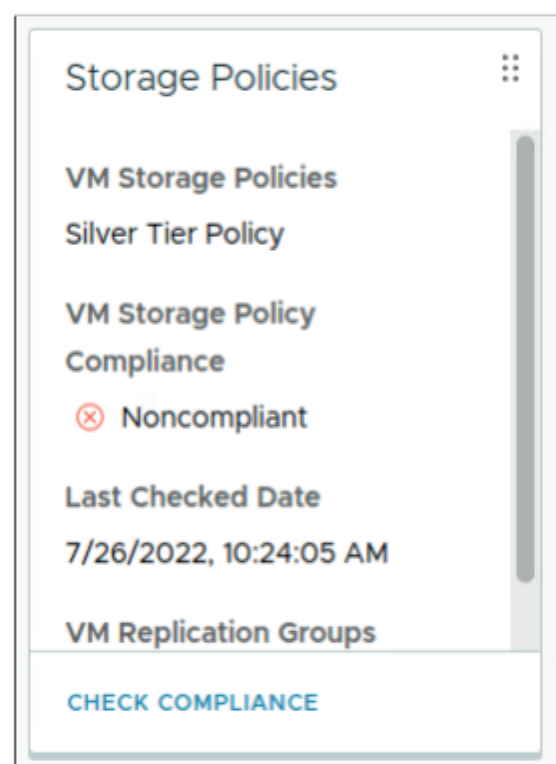 Storage Policies
VM Storage Policies
Silver Tier Policy
VM Storage Policy
Compliance
Noncompliant
Last Checked Date
7/26/2022, 10:24:05 AM
VM Replication Groups
CHECK COMPLIANCE